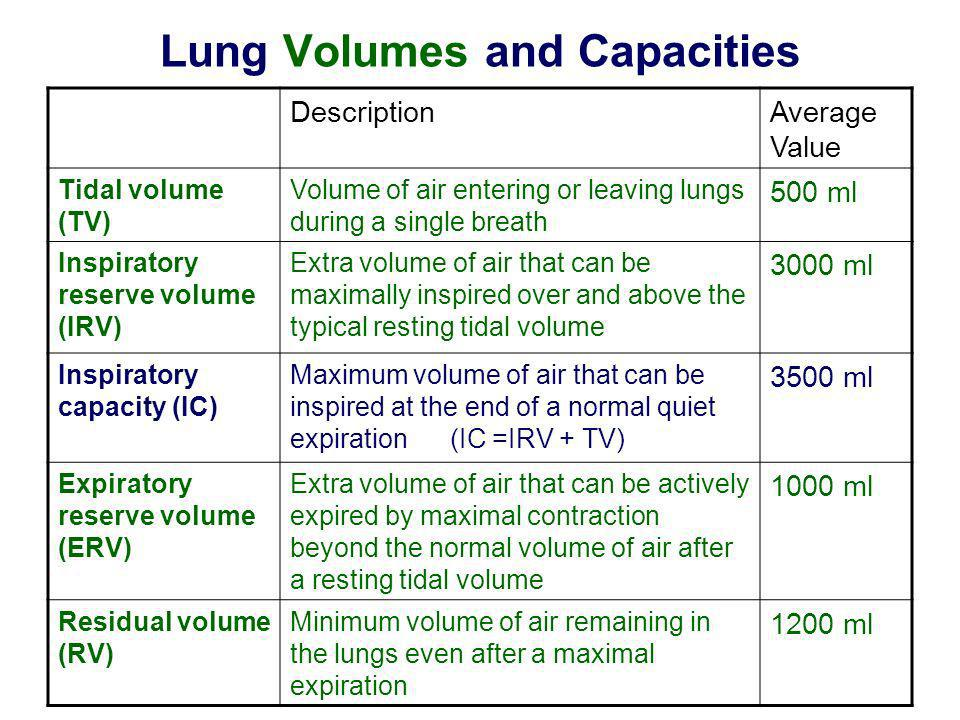 Lung Volumes and Capacities
Description
Average
Value
Tidal volume
(TV)
Volume of air entering or leaving lungs
during a single breath
500 ml
Inspiratory
reserve volume
(IRV)
Extra volume of air that can be
maximally inspired over and above the
typical resting tidal volume
3000 ml
Inspiratory
capacity (IC)
Maximum volume of air that can be
inspired at the end of a normal quiet
expiration (IC =IRV + TV)
3500 ml
Expiratory
reserve volume
(ERV)
Extra volume of air that can be actively
expired by maximal contraction
beyond the normal volume of air after
a resting tidal volume
1000 ml
Residual volume
(RV)
Minimum volume of air remaining in
the lungs even after a maximal
expiration
1200 ml